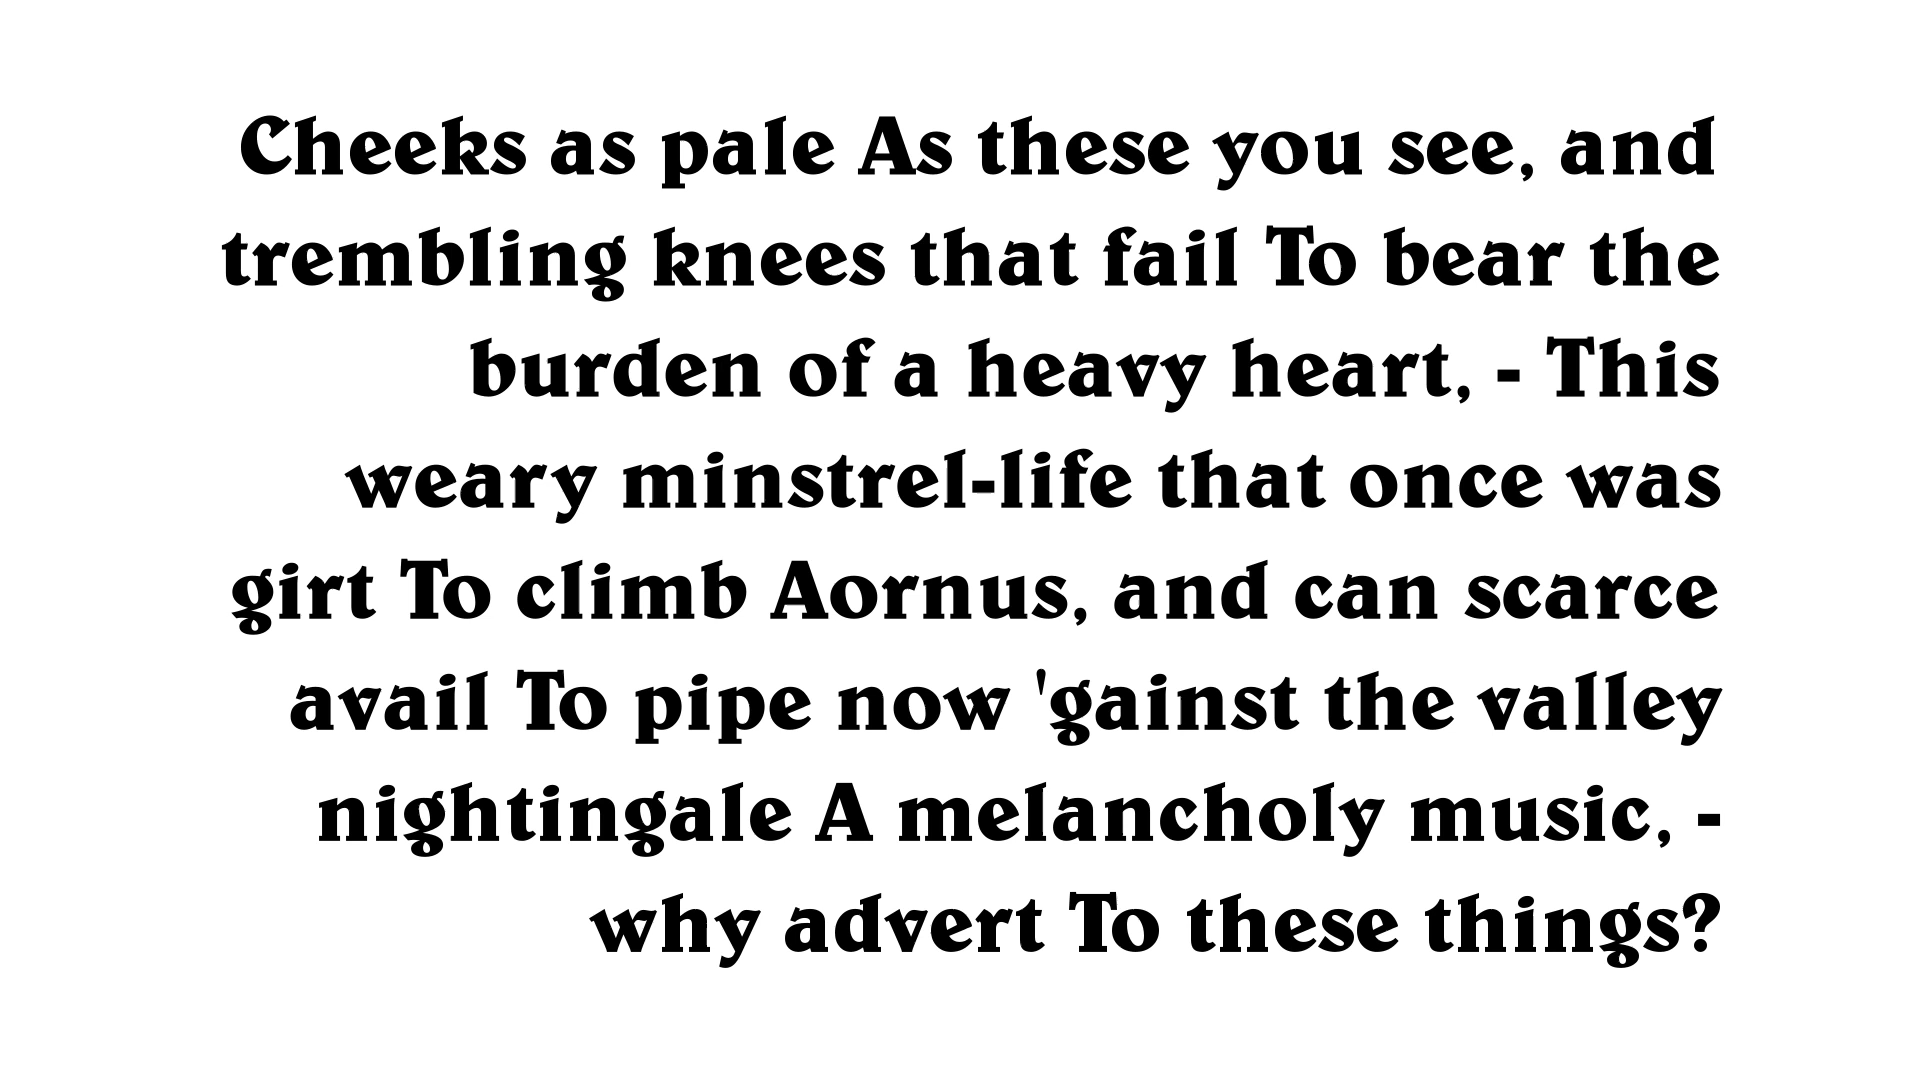 Cheeks as pale As these you see, and
trembling knees that fail To bear the
burden of a heavy heart, - This
weary minstrel-life that once was
girt To climb Aornus, and can scarce
avail To pipe now 'gainst the valley
nightingale A melancholy music, -
why advert To these things?